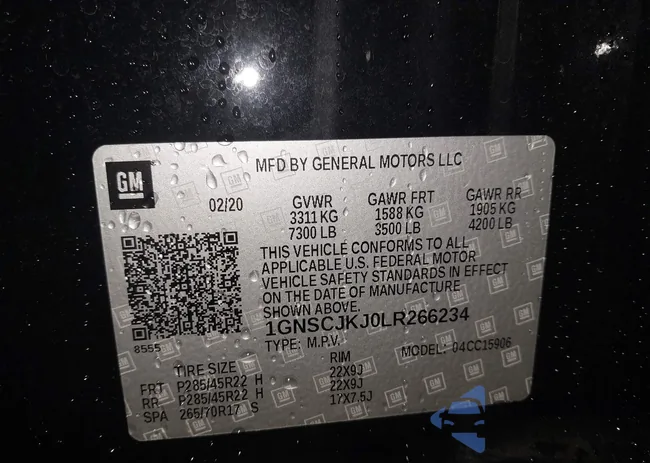 GM
MFD BY GENERAL MOTORS LLC
02/20
GVWR GAWR FRT GAWR RR
3311 KG 1588 KG 1905 KG
7300 LB 3500 LB 4200 LB
THIS VEHICLE CONFORMS TO ALL
APPLICABLE U.S. FEDERAL MOTOR
VEHICLE SAFETY STANDARDS IN EFFECT
ON THE DATE OF MANUFACTURE
SHOWN ABOVE.
1GNSCJKJ0LR266234
8555
TYPE: M.P.V. MODEL: 04CC15906
TIRE SIZE RIM
FRT P285/45R22 H 22X9J
RR P285/45R22 H 22X9J
SPA 265/70R17 S 17X7.5J